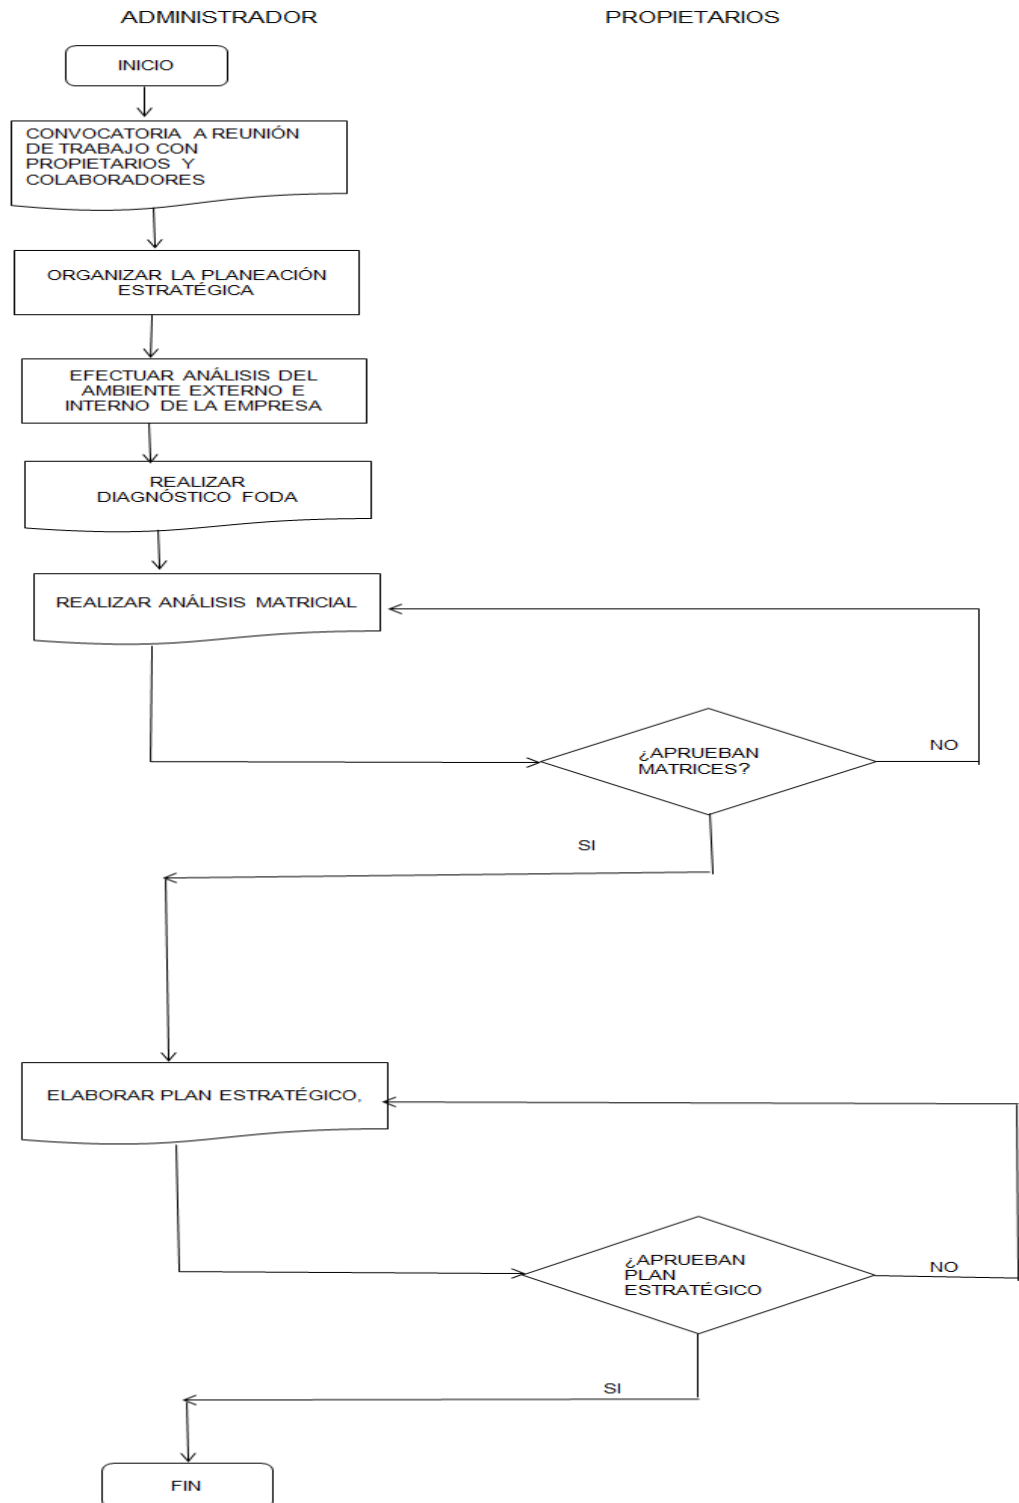 ADMINISTRADOR
PROPIETARIOS
INICIO
CONVOCATORIA A REUNIÓN
DE TRABAJO CON
PROPIETARIOS Y
COLABORADORES
ORGANIZAR LA PLANEACIÓN
ESTRATÉGICA
EFECTUAR ANÁLISIS DEL
AMBIENTE EXTERNO E
INTERNO DE LA EMPRESA
REALIZAR
DIAGNÓSTICO FODA
REALIZAR ANÁLISIS MATRICIAL
¿APRUEBAN
MATRICES?
NO
SI
ELABORAR PLAN ESTRATÉGICO,
¿APRUEBAN
PLAN
ESTRATÉGICO
NO
SI
FIN